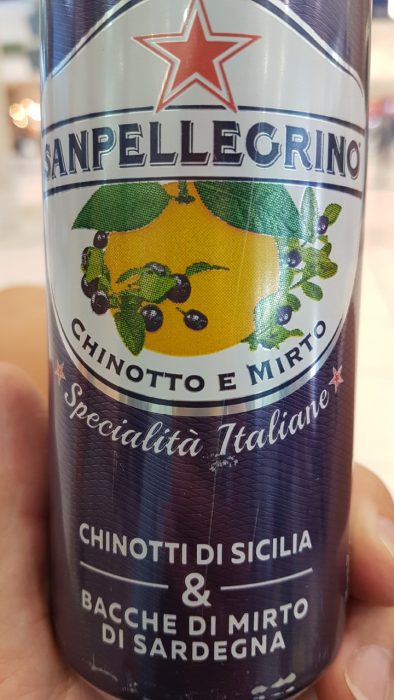 SANPELLEGRINO
CHINOTTO E MIRTO
Specialità Italiane
CHINOTTI DI SICILIA
&
BACCHE DI MIRTO
DI SARDEGNA